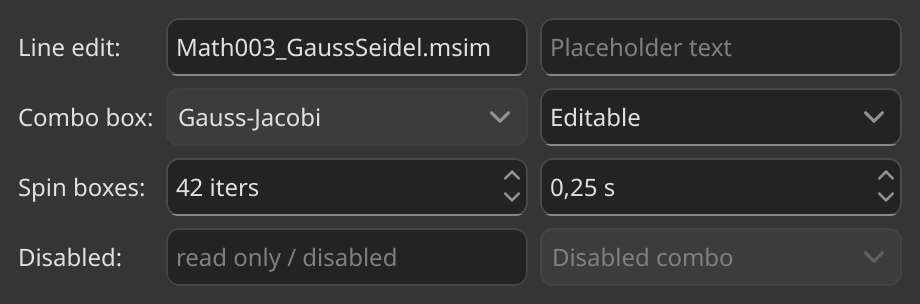 Line edit: Math003_GaussSeidel.msim Placeholder text
Combo box: Gauss-Jacobi Editable
Spin boxes: 42 iters 0,25 s
Disabled: read only / disabled Disabled combo